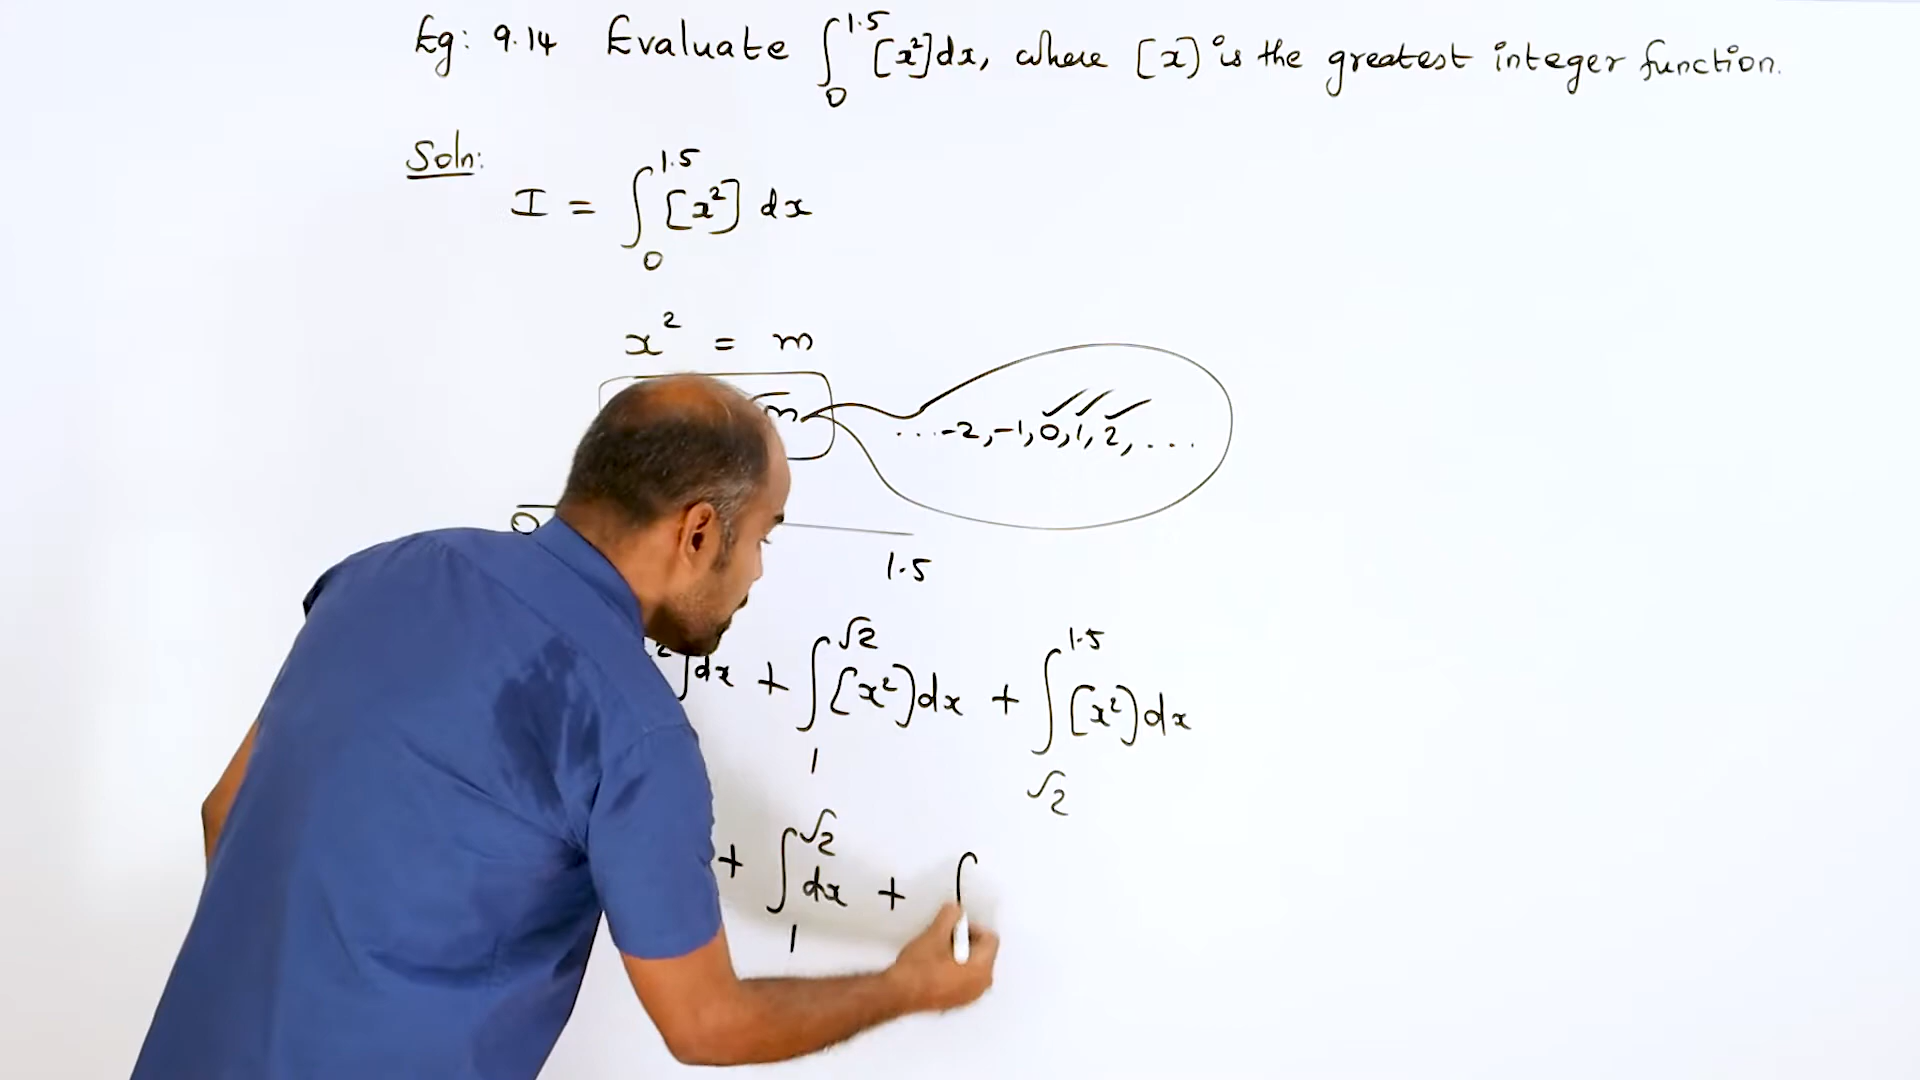 Eg: 9.14 Evaluate ∫₀^1.5 [x²]dx, where [x] is the greatest integer function.
Soln:
I = ∫₀^1.5 [x²] dx
x² = m
m
...-2,-1,0,1,2,...
0 1.5
²]dx + ∫₁^√2 [x²]dx + ∫_√2^1.5 [x²]dx
+ ∫₁^√2 dx + ∫